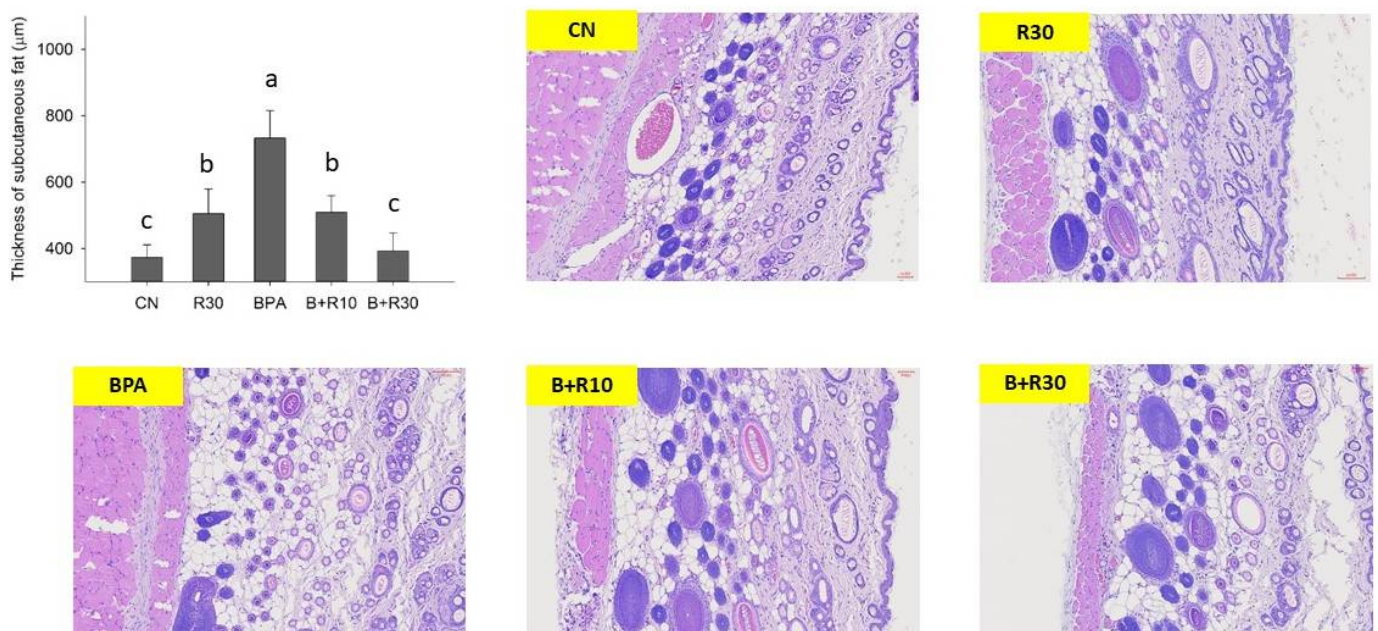 Thickness of subcutaneous fat (μm)
1000
800
600
400
c
b
a
b
c
CN R30 BPA B+R10 B+R30
CN
R30
BPA
B+R10
B+R30